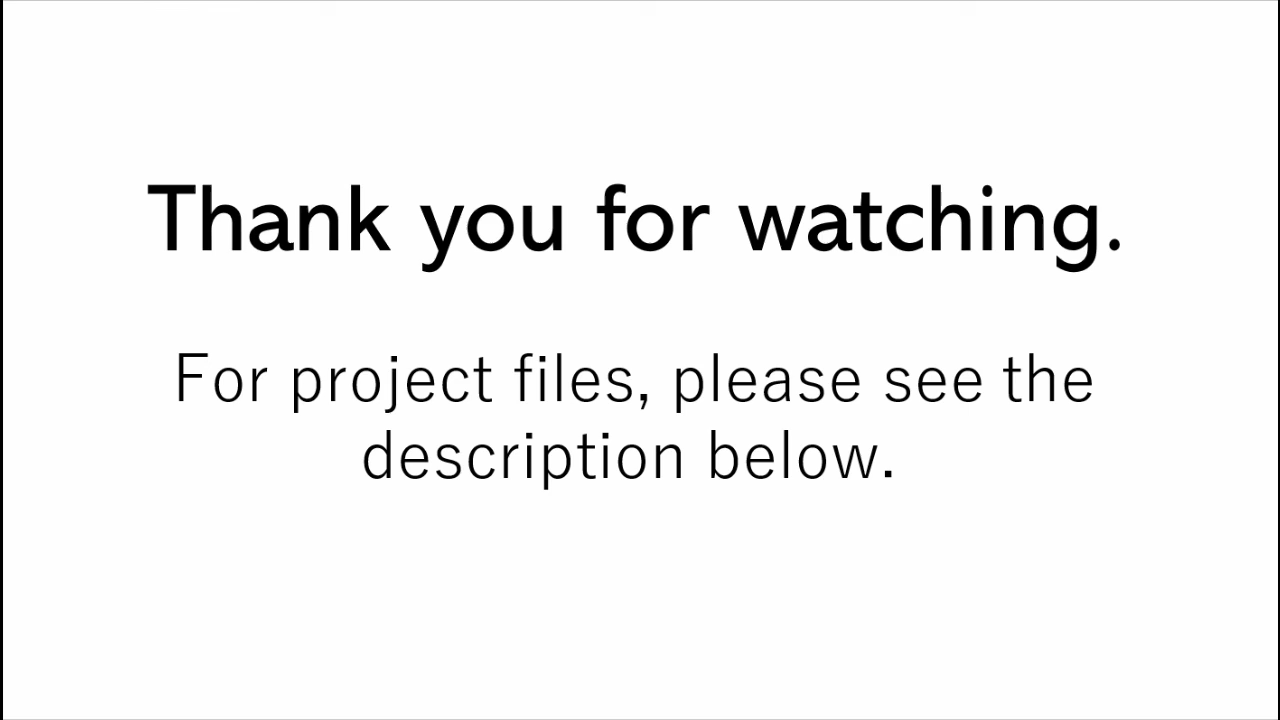 Thank you for watching.
For project files, please see the
description below.